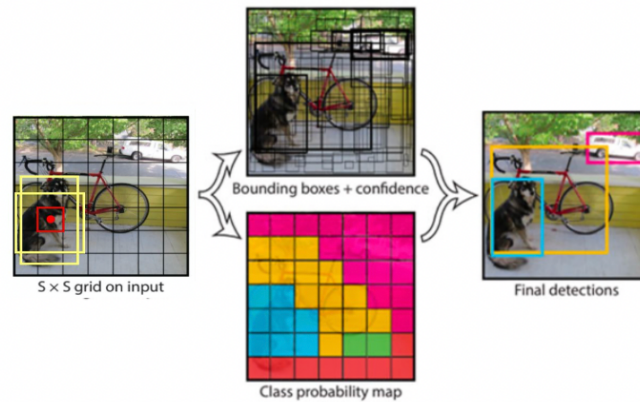 Bounding boxes + confidence
S × S grid on input
Final detections
Class probability map